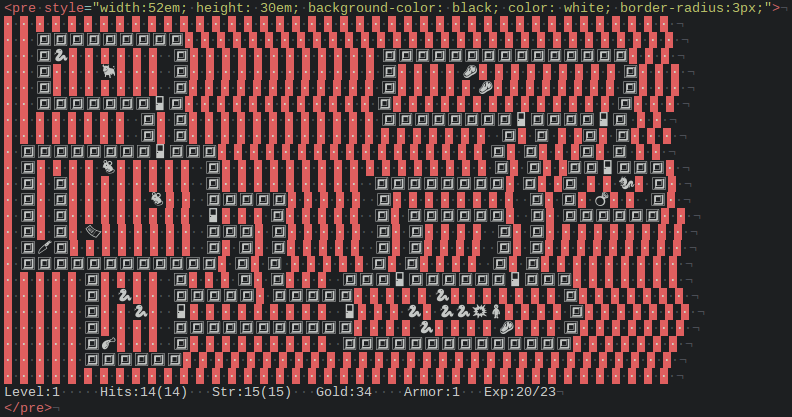 <pre style="width:52em; height: 30em; background-color: black; color: white; border-radius:3px;">
Level:1 Hits:14(14) Str:15(15) Gold:34 Armor:1 Exp:20/23
</pre>